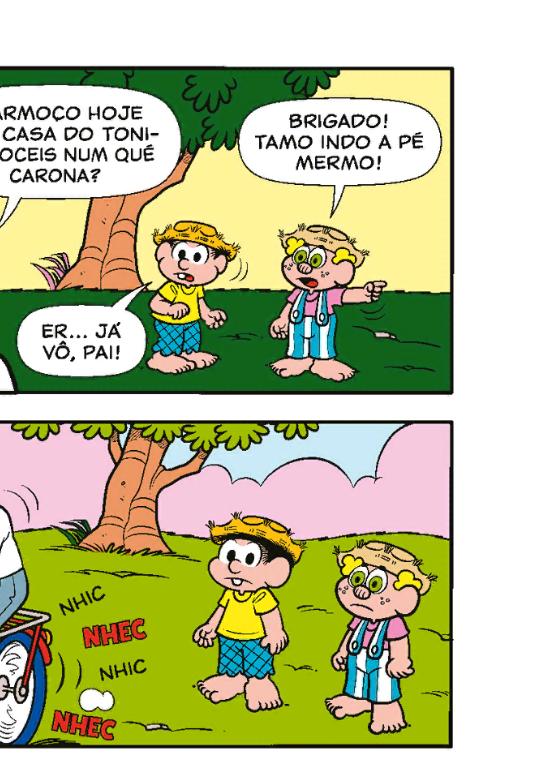 ARMOÇO HOJE
CASA DO TONI-
OCEIS NUM QUÉ
CARONA?
BRIGADO!
TAMO INDO A PÉ
MERMO!
ER... JÁ
VÔ, PAI!
NHIC
NHEC
NHIC
NHEC